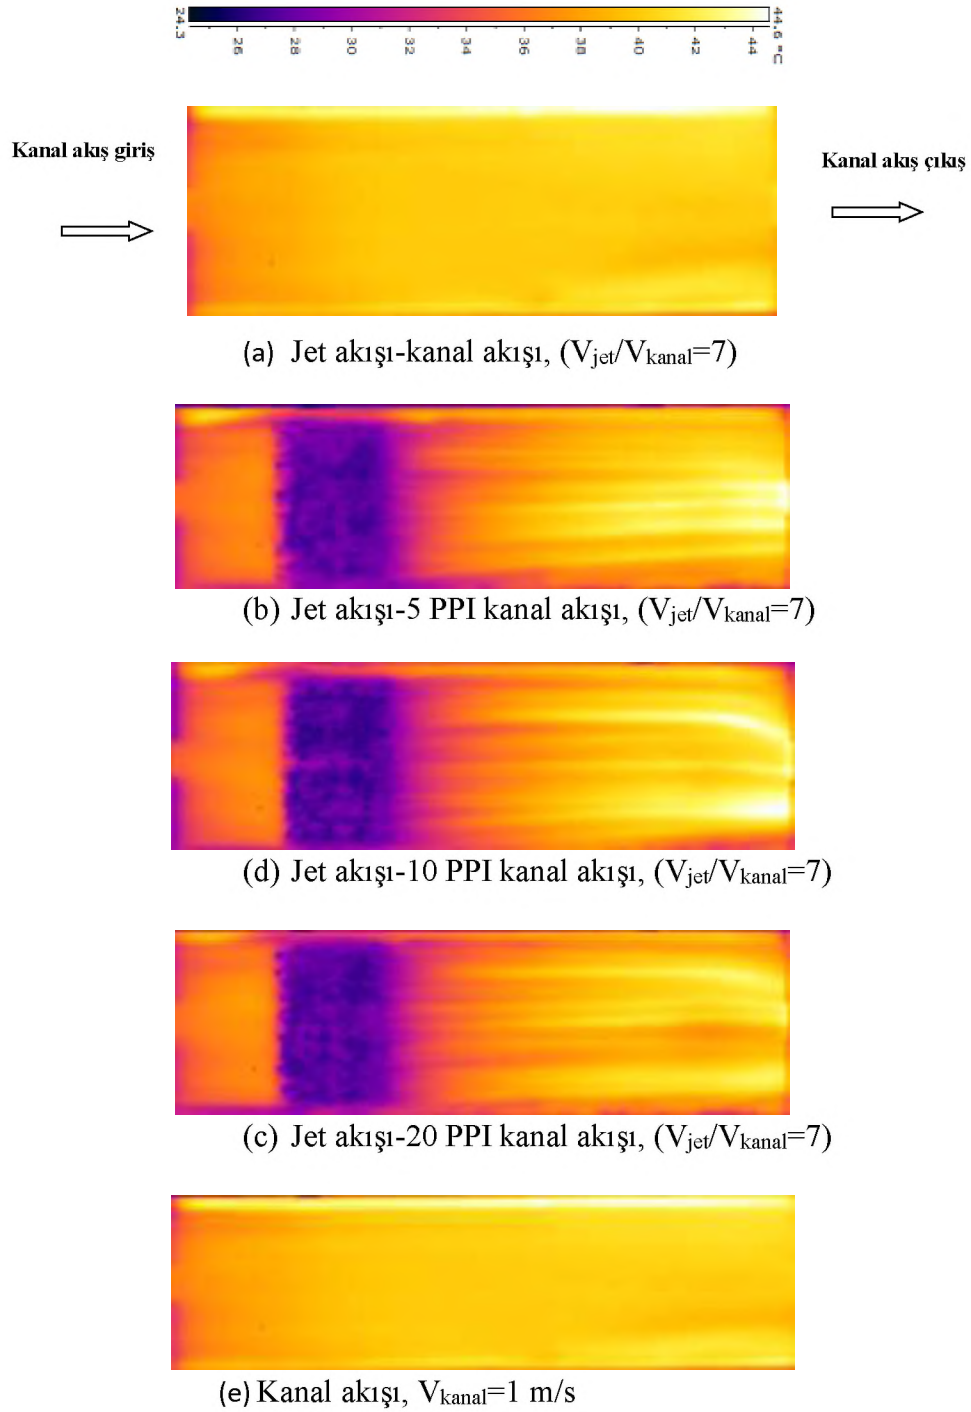 24.3 26 28 30 32 34 36 38 40 42 44 44.6 °C
Kanal akış giriş
Kanal akış çıkış
(a) Jet akışı-kanal akışı, (Vjet/Vkanal=7)
(b) Jet akışı-5 PPI kanal akışı, (Vjet/Vkanal=7)
(d) Jet akışı-10 PPI kanal akışı, (Vjet/Vkanal=7)
(c) Jet akışı-20 PPI kanal akışı, (Vjet/Vkanal=7)
(e) Kanal akışı, Vkanal=1 m/s